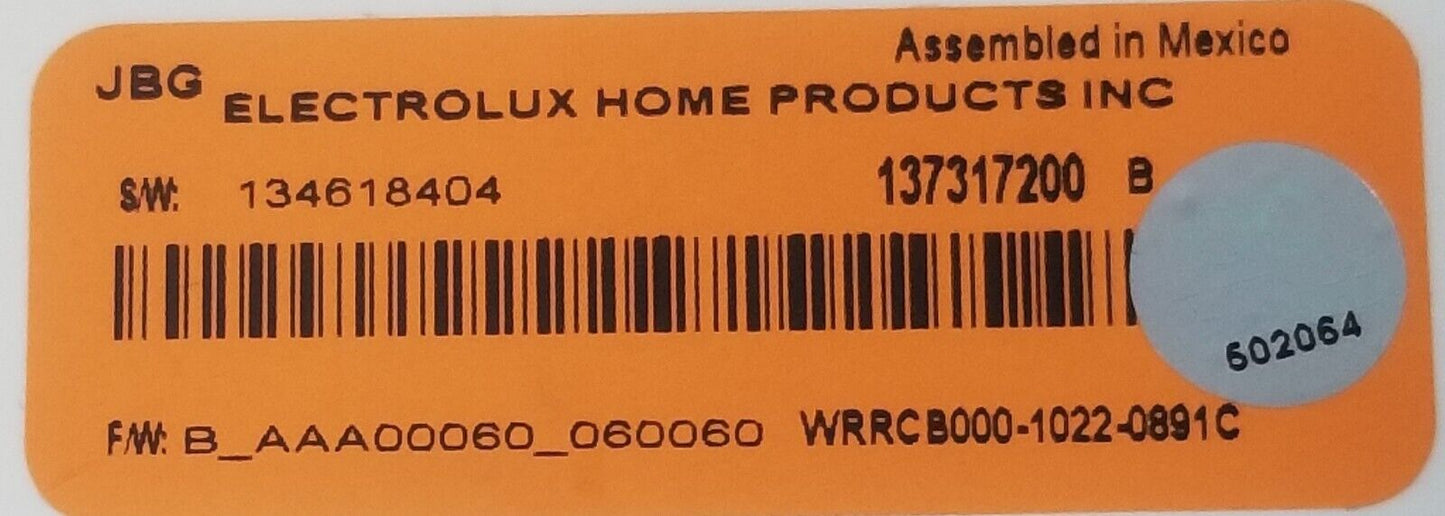 Assembled in Mexico
JBG ELECTROLUX HOME PRODUCTS INC
S/W: 134618404 137317200 B
602064
F/W: B_AAA00060_060060 WRRCB000-1022-0891C